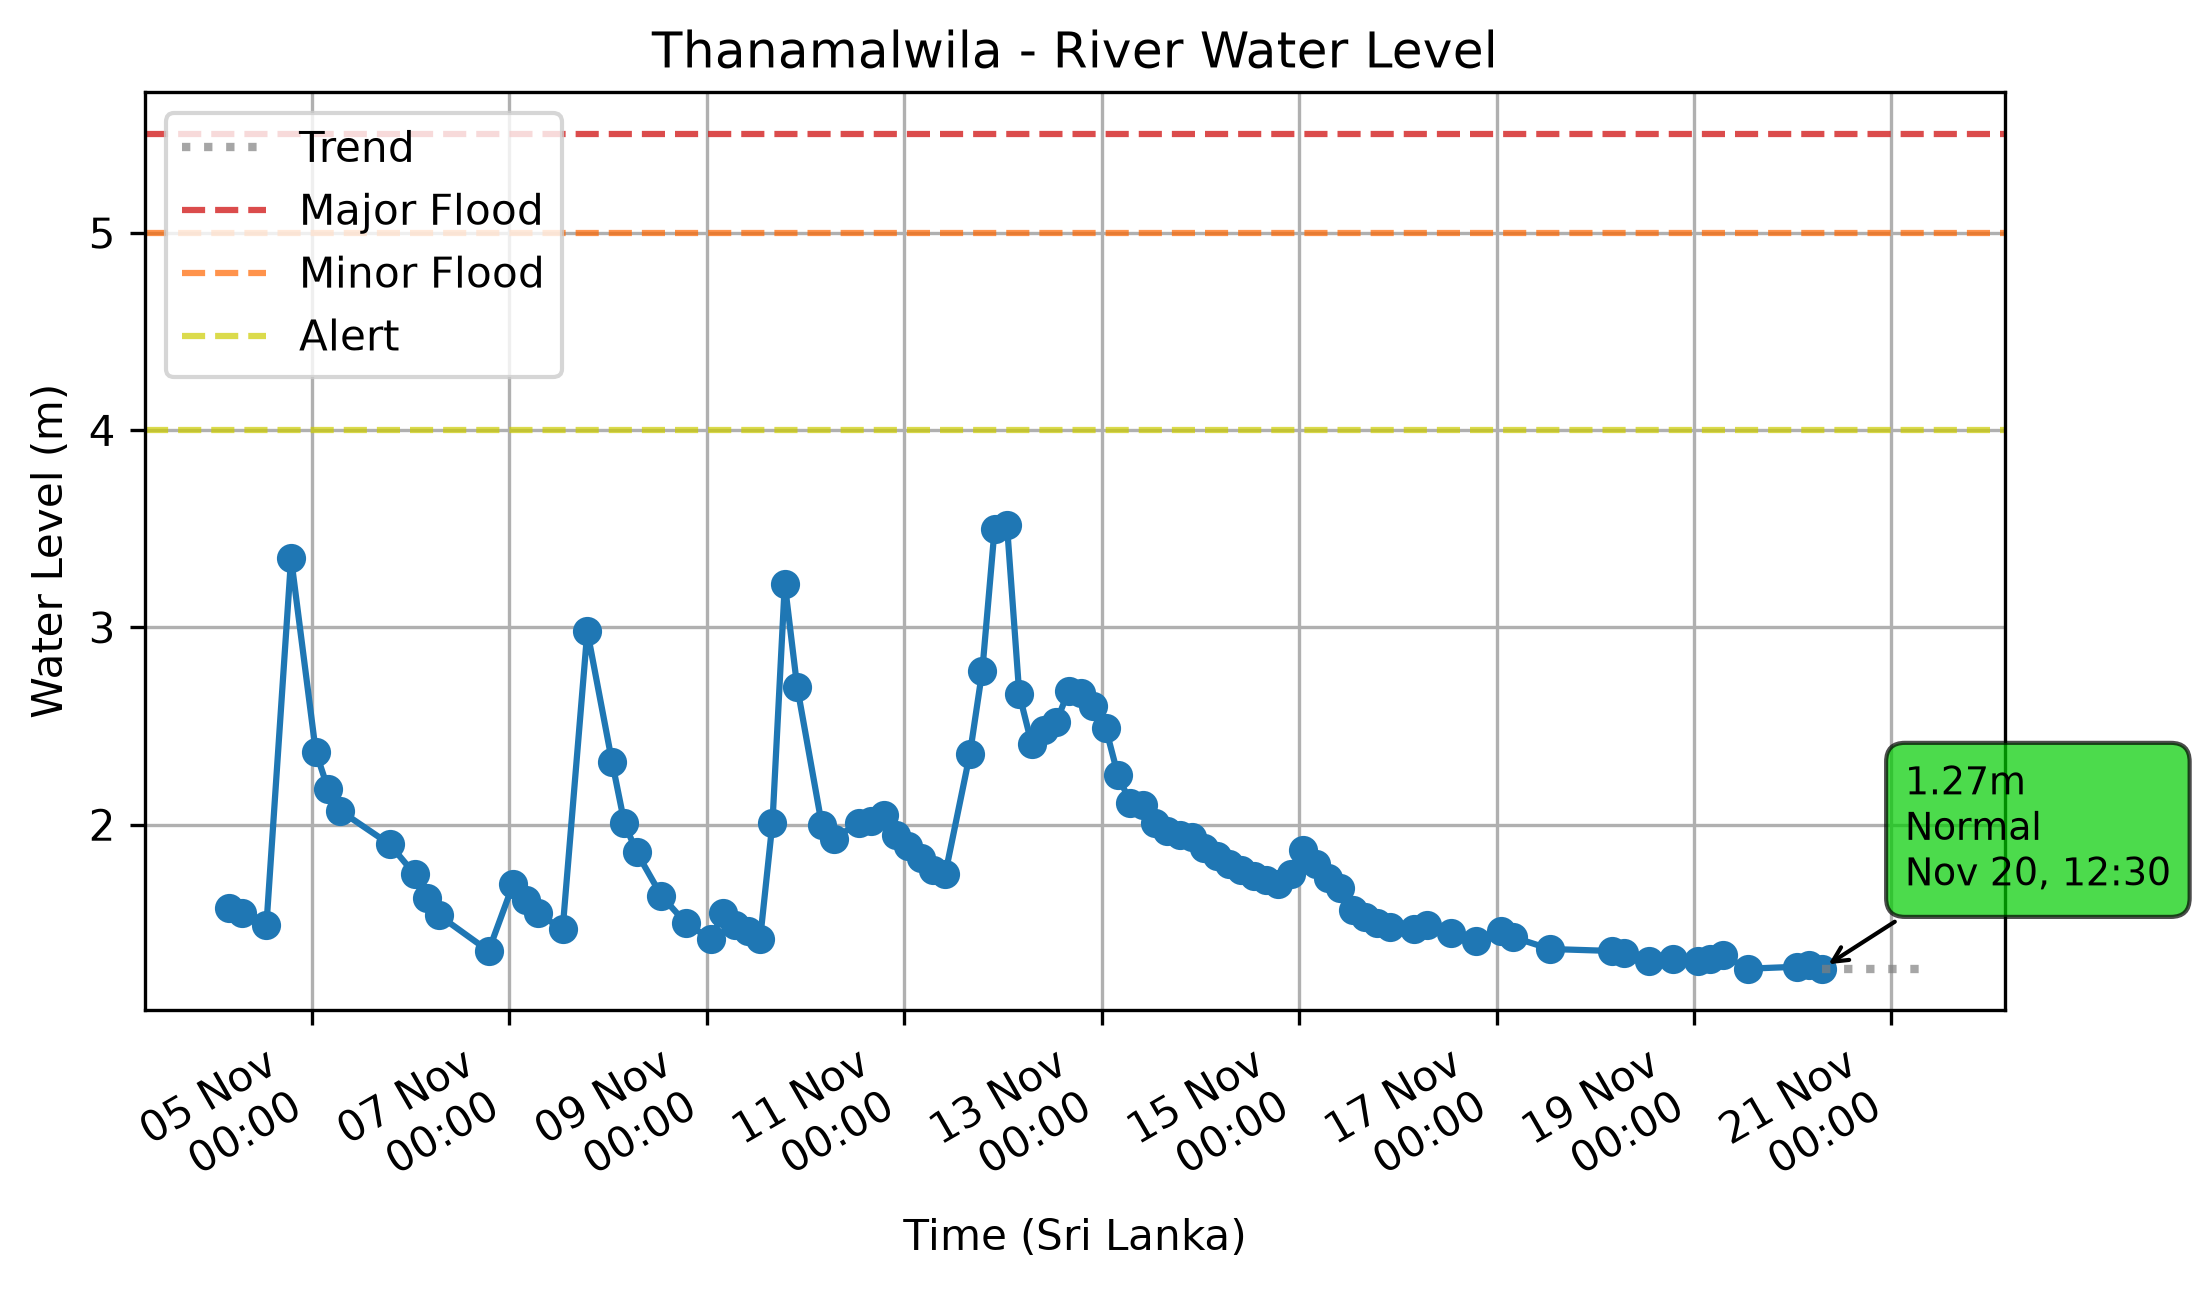 Thanamalwila - River Water Level
Trend
Major Flood
Minor Flood
Alert
Water Level (m)
5
4
3
2
1.27m
Normal
Nov 20, 12:30
05 Nov
00:00
07 Nov
00:00
09 Nov
00:00
11 Nov
00:00
13 Nov
00:00
15 Nov
00:00
17 Nov
00:00
19 Nov
00:00
21 Nov
00:00
Time (Sri Lanka)